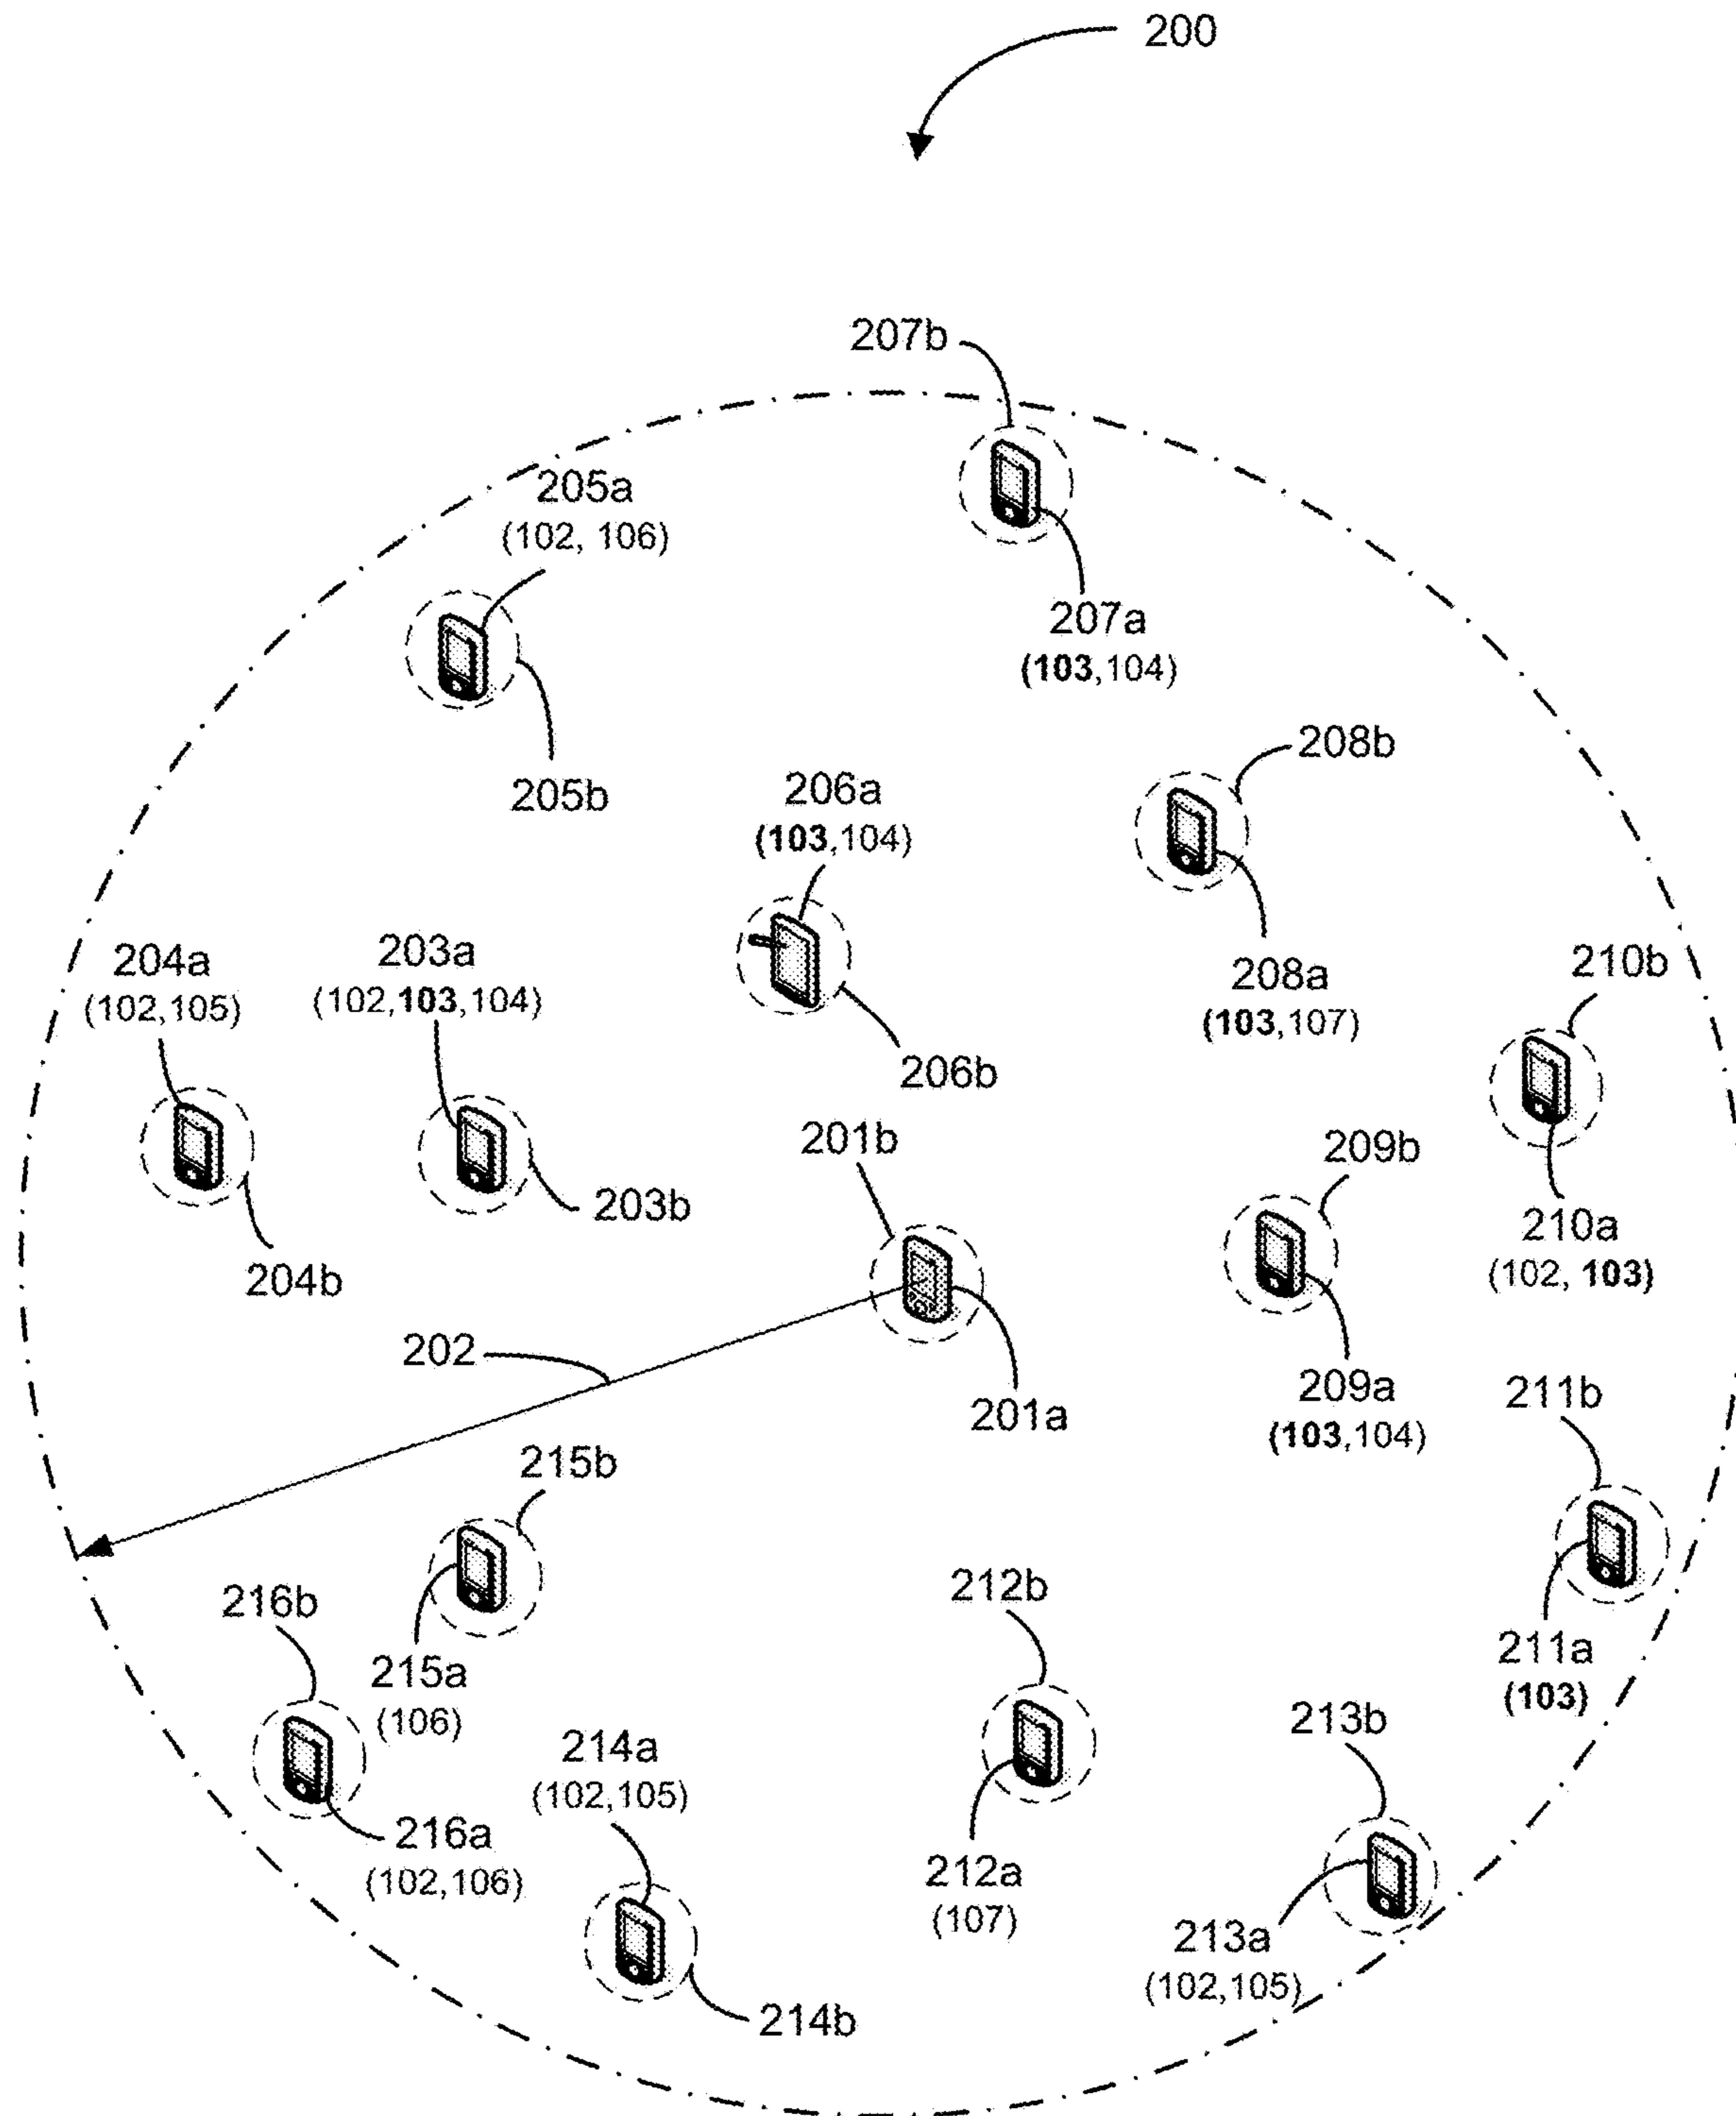 200
207b
205a
(102, 106)
207a
(103,104)
205b
208b
206a
(103,104)
204a
(102,105)
203a
(102,103,104)
208a
(103,107)
210b
206b
201b
209b
203b
204b
210a
(102, 103)
202
201a
209a
(103,104)
211b
215b
216b
212b
211a
(103)
215a
(106)
213b
214a
(102,105)
216a
(102,106)
212a
(107)
213a
(102,105)
214b